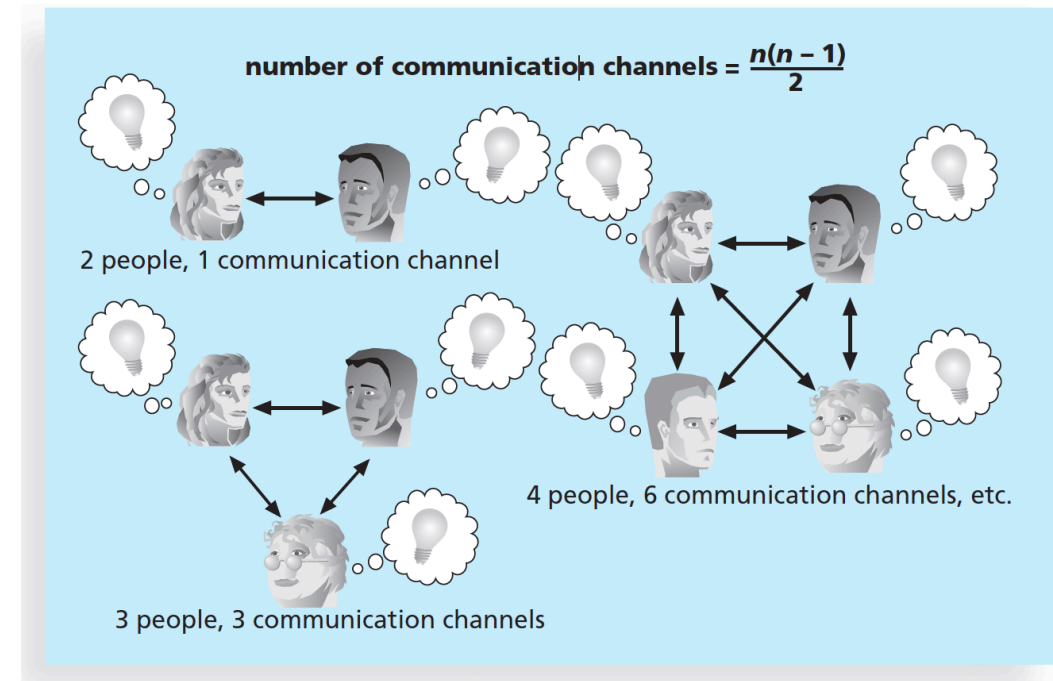 number of communication channels = n(n – 1)
2
2 people, 1 communication channel
4 people, 6 communication channels, etc.
3 people, 3 communication channels